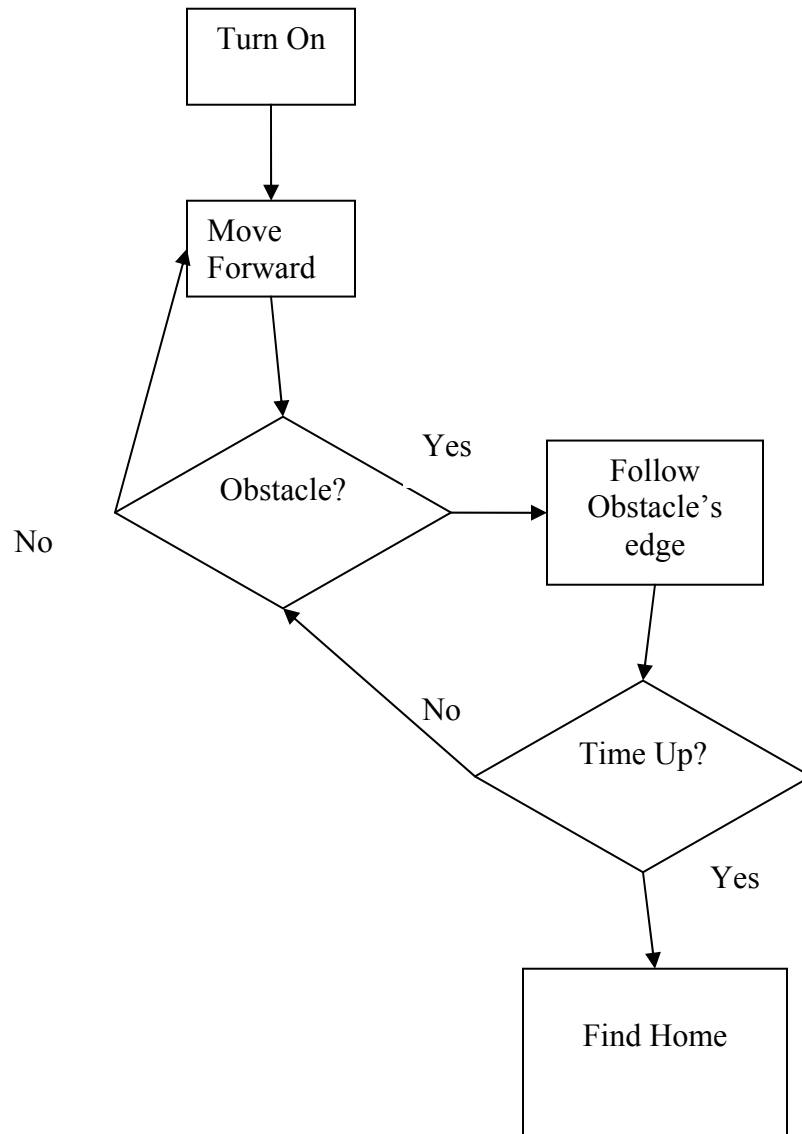 Turn On
Move
Forward
Yes
Obstacle?
Follow
Obstacle’s
edge
No
No
Time Up?
Yes
Find Home